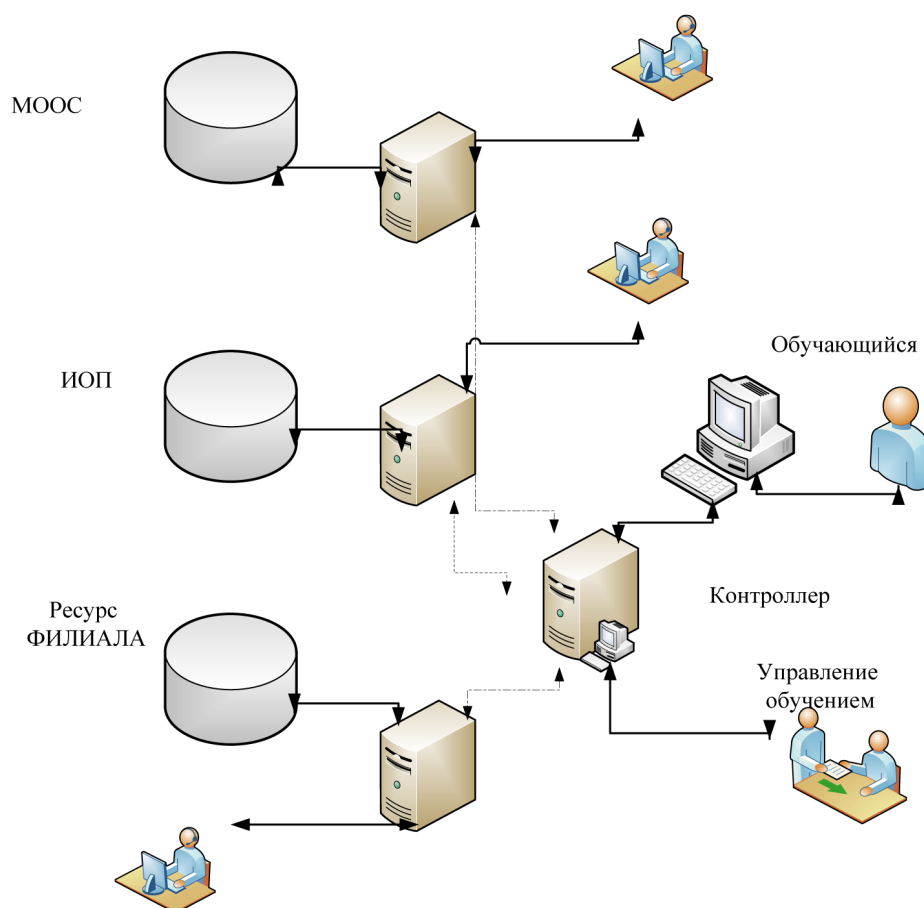 МООС
ИОП
Обучающийся
Ресурс
ФИЛИАЛА
Контроллер
Управление
обучением